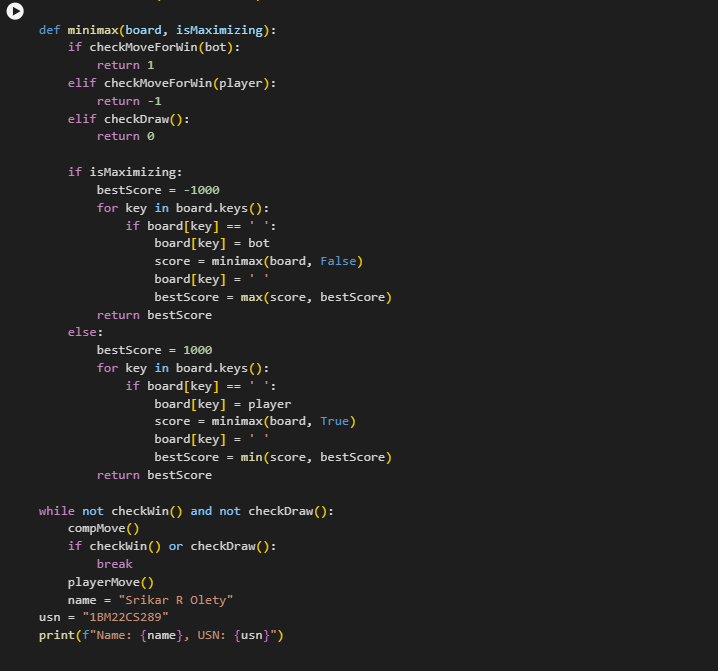 def minimax(board, isMaximizing):
    if checkMoveForWin(bot):
        return 1
    elif checkMoveForWin(player):
        return -1
    elif checkDraw():
        return 0

    if isMaximizing:
        bestScore = -1000
        for key in board.keys():
            if board[key] == ' ':
                board[key] = bot
                score = minimax(board, False)
                board[key] = ' '
                bestScore = max(score, bestScore)
        return bestScore
    else:
        bestScore = 1000
        for key in board.keys():
            if board[key] == ' ':
                board[key] = player
                score = minimax(board, True)
                board[key] = ' '
                bestScore = min(score, bestScore)
        return bestScore

while not checkWin() and not checkDraw():
    compMove()
    if checkWin() or checkDraw():
        break
    playerMove()
    name = "Srikar R Olety"
usn = "1BM22CS289"
print(f"Name: {name}, USN: {usn}")